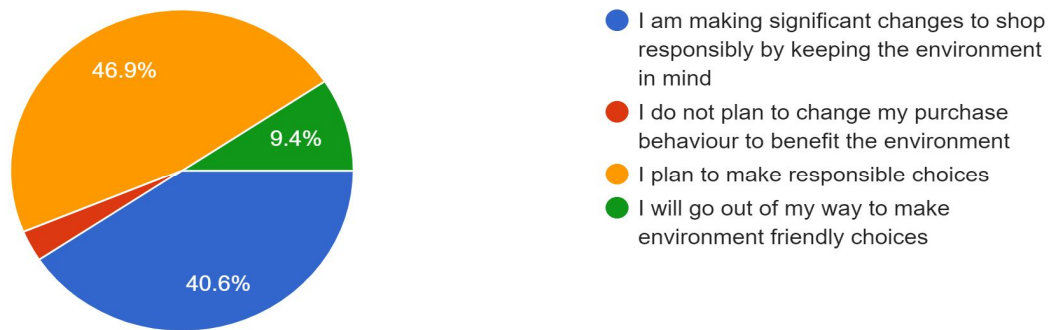 46.9%
9.4%
40.6%
I am making significant changes to shop
responsibly by keeping the environment
in mind
I do not plan to change my purchase
behaviour to benefit the environment
I plan to make responsible choices
I will go out of my way to make
environment friendly choices